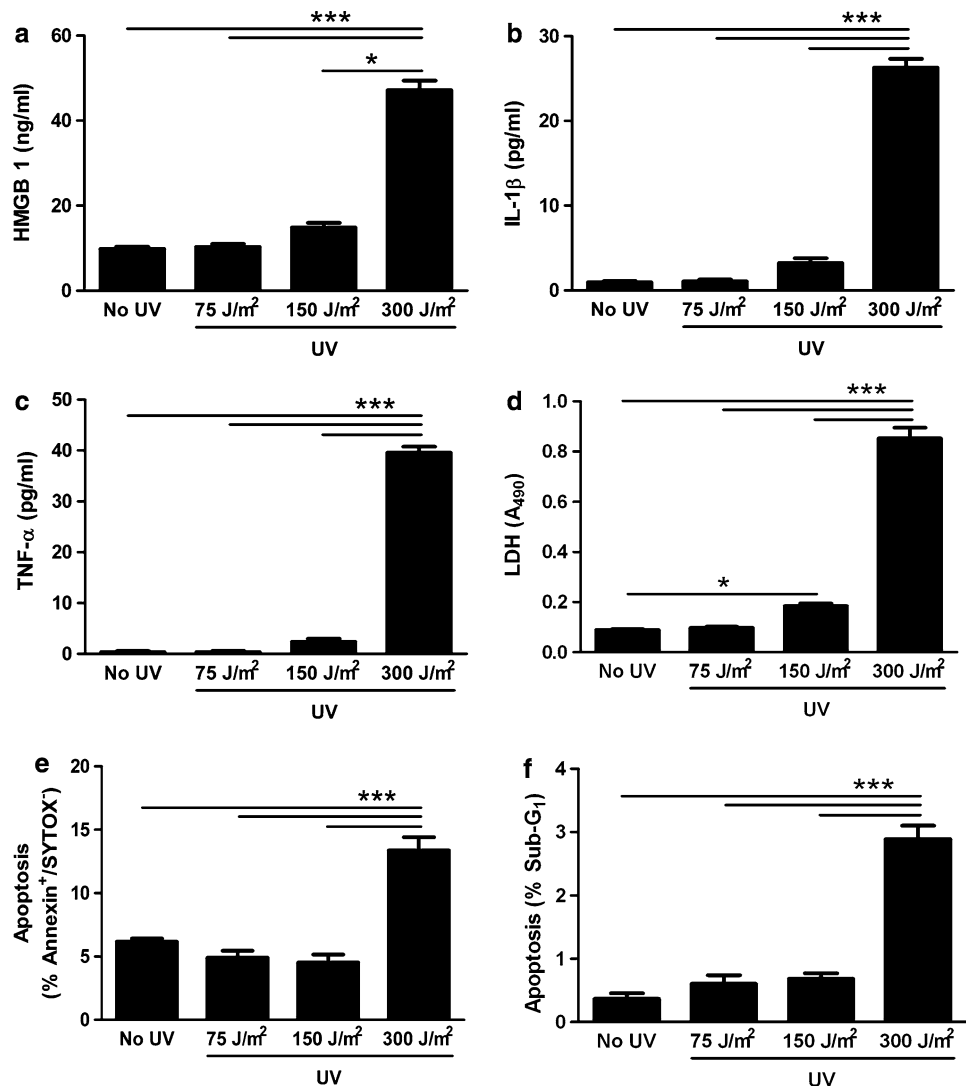 a
***
*
HMGB 1 (ng/ml)
60
40
20
0
No UV 75 J/m² 150 J/m² 300 J/m²
UV
b
***
IL-1β (pg/ml)
30
20
10
0
No UV 75 J/m² 150 J/m² 300 J/m²
UV
c
***
TNF-α (pg/ml)
50
40
30
20
10
0
No UV 75 J/m² 150 J/m² 300 J/m²
UV
d
***
*
LDH (A₄₉₀)
1.0
0.8
0.6
0.4
0.2
0.0
No UV 75 J/m² 150 J/m² 300 J/m²
UV
e
***
Apoptosis
(% Annexin⁺/SYTOX⁻)
20
15
10
5
0
No UV 75 J/m² 150 J/m² 300 J/m²
UV
f
***
Apoptosis (% Sub-G₁)
4
3
2
1
0
No UV 75 J/m² 150 J/m² 300 J/m²
UV